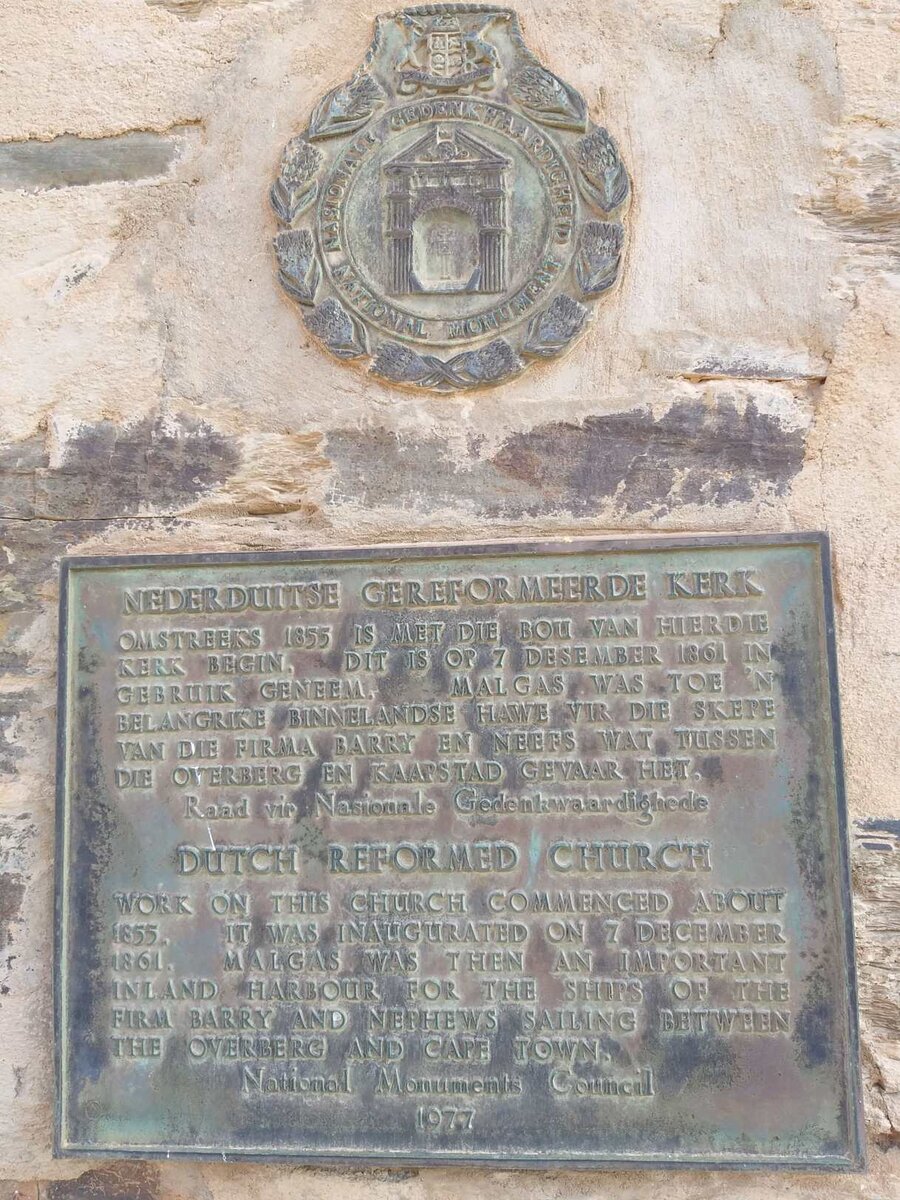 NASIONALE GEDENKWAARDIGHEID
NATIONAL MONUMENT
NEDERDUITSE GEREFORMEERDE KERK
OMSTREEKS 1855 IS MET DIE BOU VAN HIERDIE
KERK BEGIN. DIT IS OP 7 DESEMBER 1861 IN
GEBRUIK GENEEM. MALGAS WAS TOE 'N
BELANGRIKE BINNELANDSE HAWE VIR DIE SKEPE
VAN DIE FIRMA BARRY EN NEEFS WAT TUSSEN
DIE OVERBERG EN KAAPSTAD GEVAAR HET.
Raad vir Nasionale Gedenkwaardighede
DUTCH REFORMED CHURCH
WORK ON THIS CHURCH COMMENCED ABOUT
1855. IT WAS INAUGURATED ON 7 DECEMBER
1861. MALGAS WAS THEN AN IMPORTANT
INLAND HARBOUR FOR THE SHIPS OF THE
FIRM BARRY AND NEPHEWS SAILING BETWEEN
THE OVERBERG AND CAPE TOWN.
National Monuments Council
1977